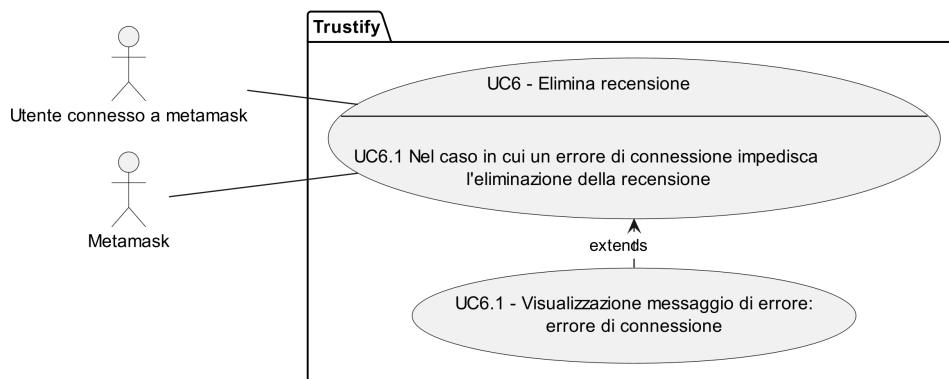 Trustify
Utente connesso a metamask
Metamask
UC6 - Elimina recensione
UC6.1 Nel caso in cui un errore di connessione impedisca
l'eliminazione della recensione
extends
UC6.1 - Visualizzazione messaggio di errore:
errore di connessione